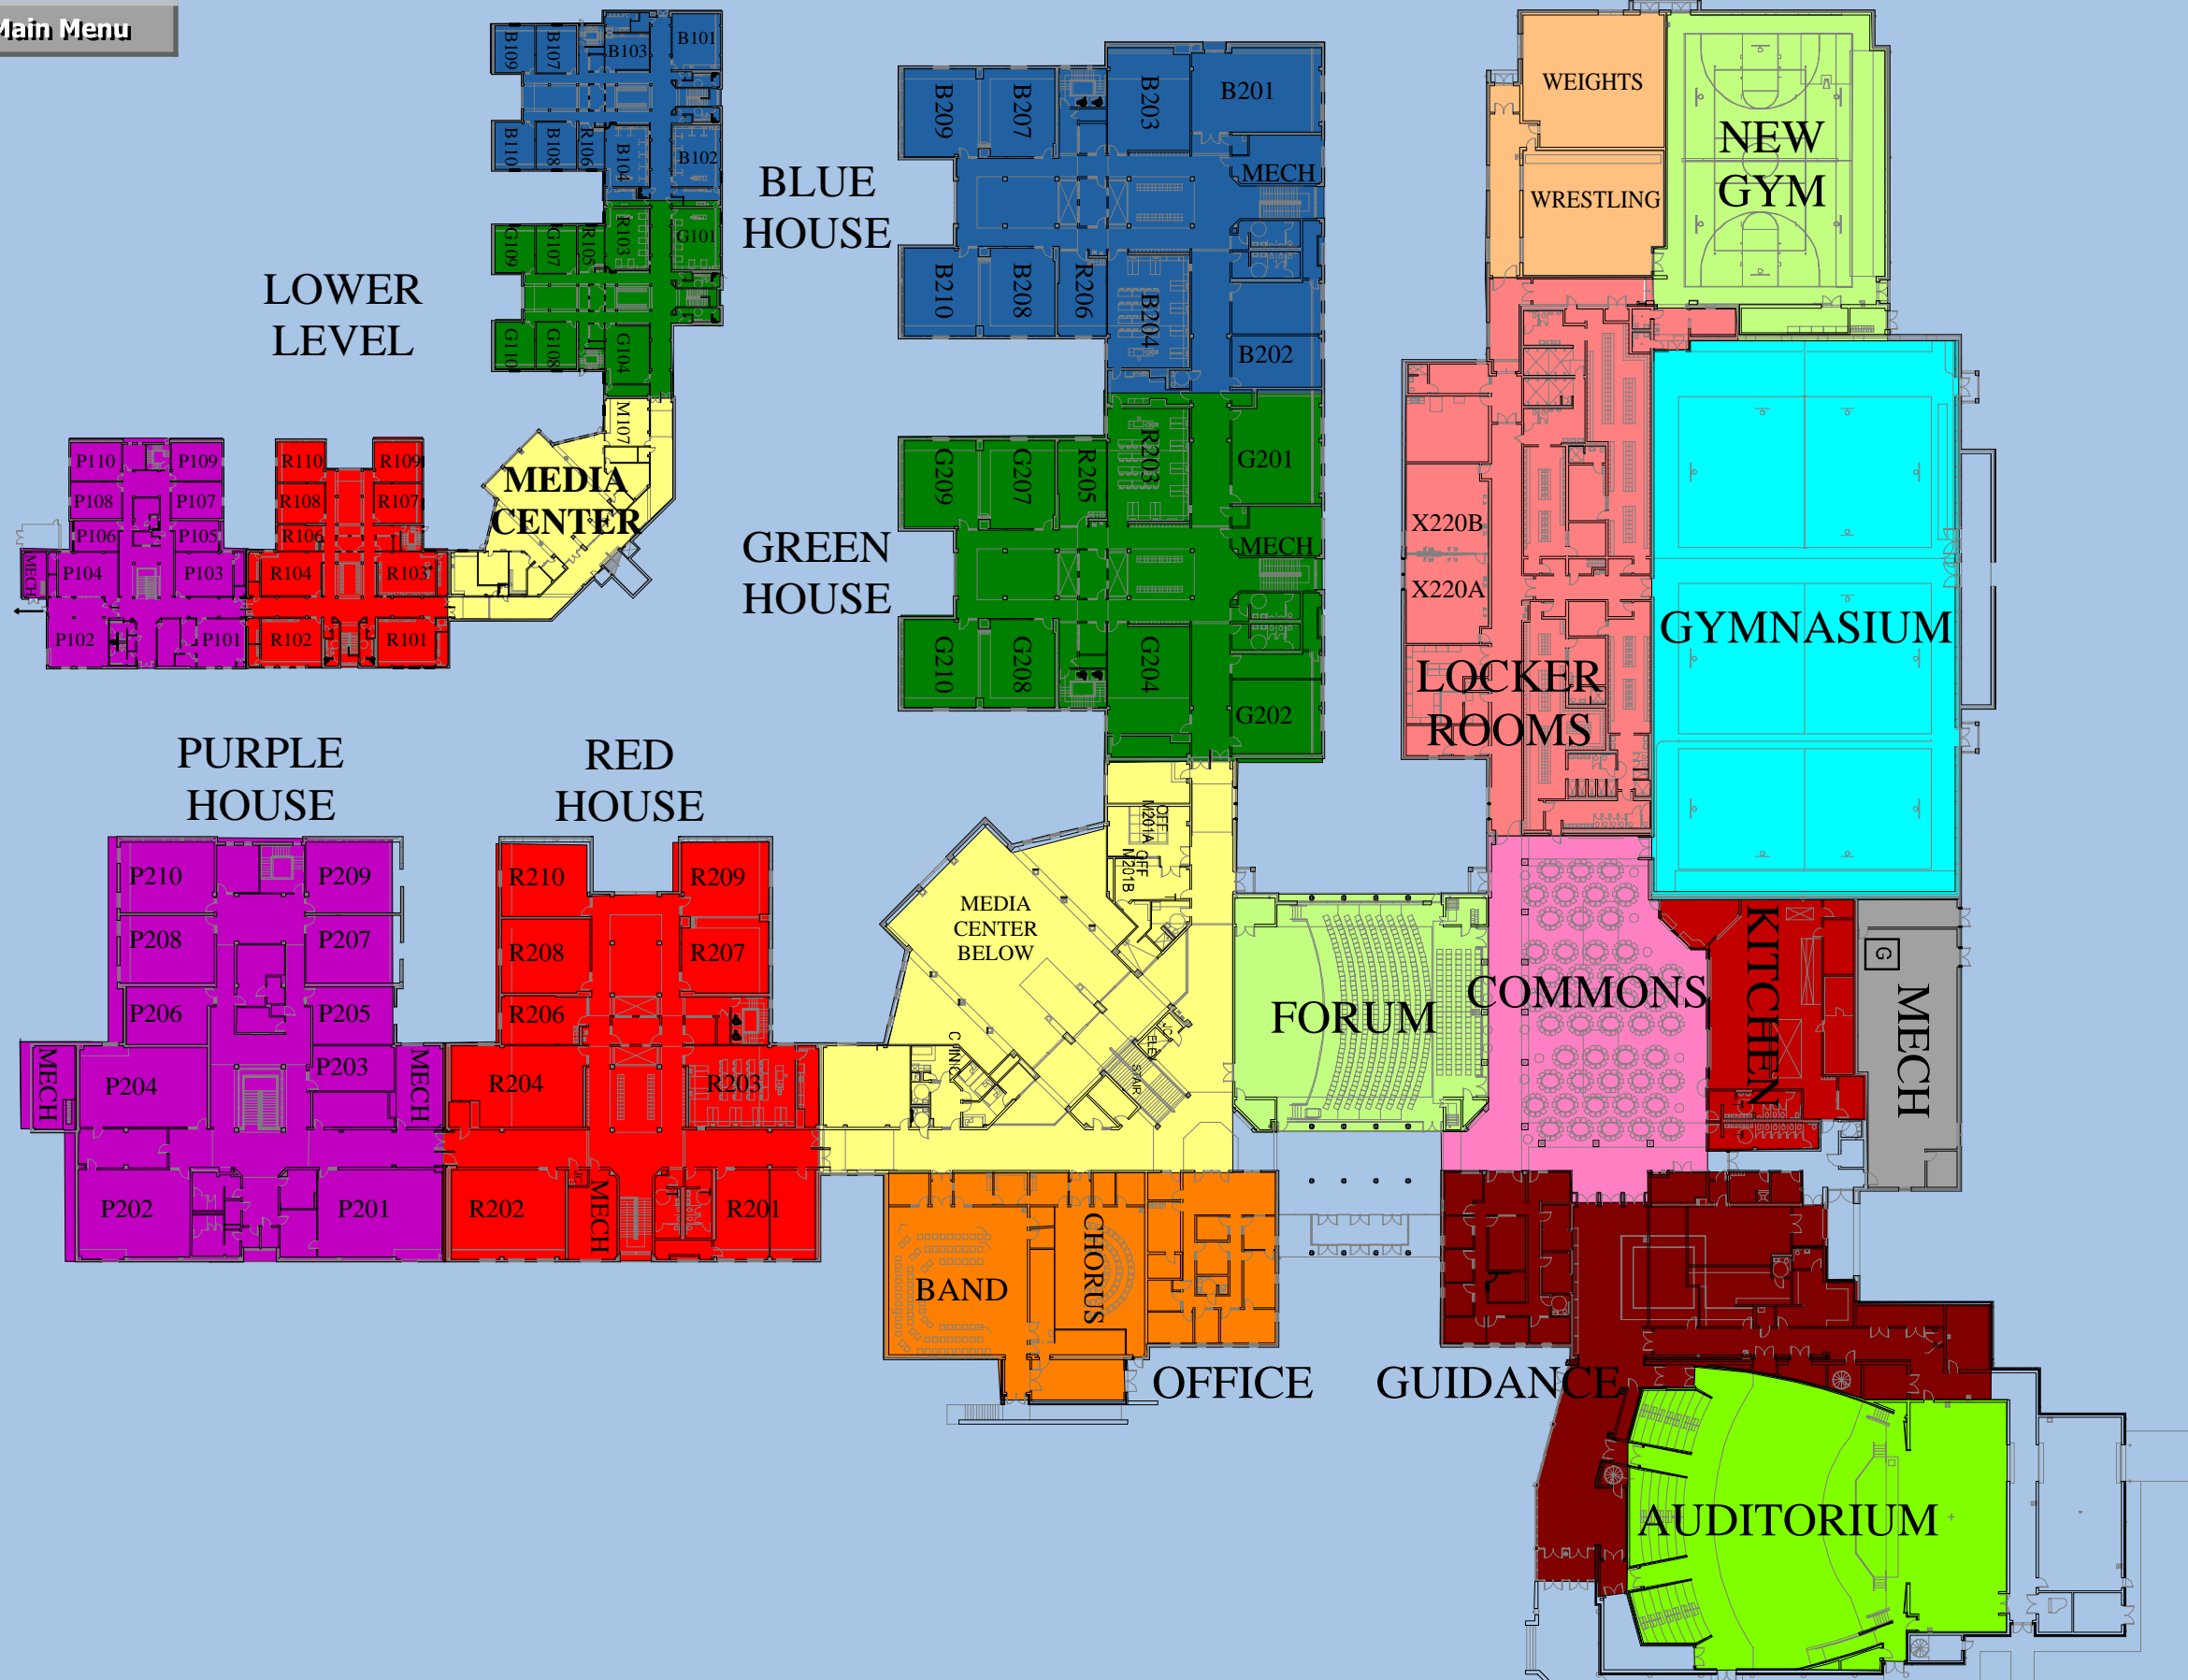 Main Menu
B109
B107
B103
B101
B110
B108
R106
B104
B102
G109
G107
R105
R103
G101
G110
G108
G104
LOWER
LEVEL
M107
MEDIA
CENTER
P110
P109
P108
P107
P106
P105
MECH
P104
P103
P102
P101
R110
R109
R108
R107
R106
R104
R103
R102
R101
BLUE
HOUSE
B209
B207
B203
B201
MECH
B210
B208
R206
B204
B202
GREEN
HOUSE
G209
G207
R205
R203
G201
MECH
G210
G208
G204
G202
WEIGHTS
WRESTLING
NEW
GYM
X220B
X220A
LOCKER
ROOMS
GYMNASIUM
PURPLE
HOUSE
P210
P209
P208
P207
P206
P205
MECH
P204
P203
MECH
P202
P201
RED
HOUSE
R210
R209
R208
R207
R206
R204
R203
R202
MECH
R201
OFF
M201A
OFF
M201B
MEDIA
CENTER
BELOW
ELEV
STAIR
FORUM
COMMONS
KITCHEN
G
MECH
BAND
CHORUS
OFFICE
GUIDANCE
AUDITORIUM